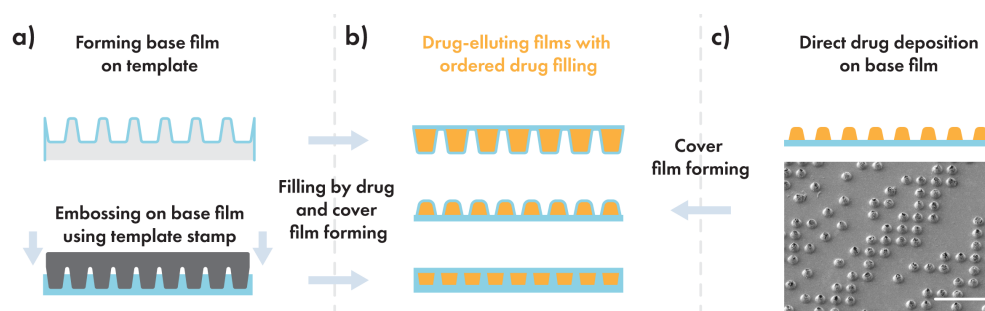 a)
Forming base film
on template
Embossing on base film
using template stamp
Filling by drug
and cover
film forming
b)
Drug-elluting films with
ordered drug filling
Cover
film forming
c)
Direct drug deposition
on base film